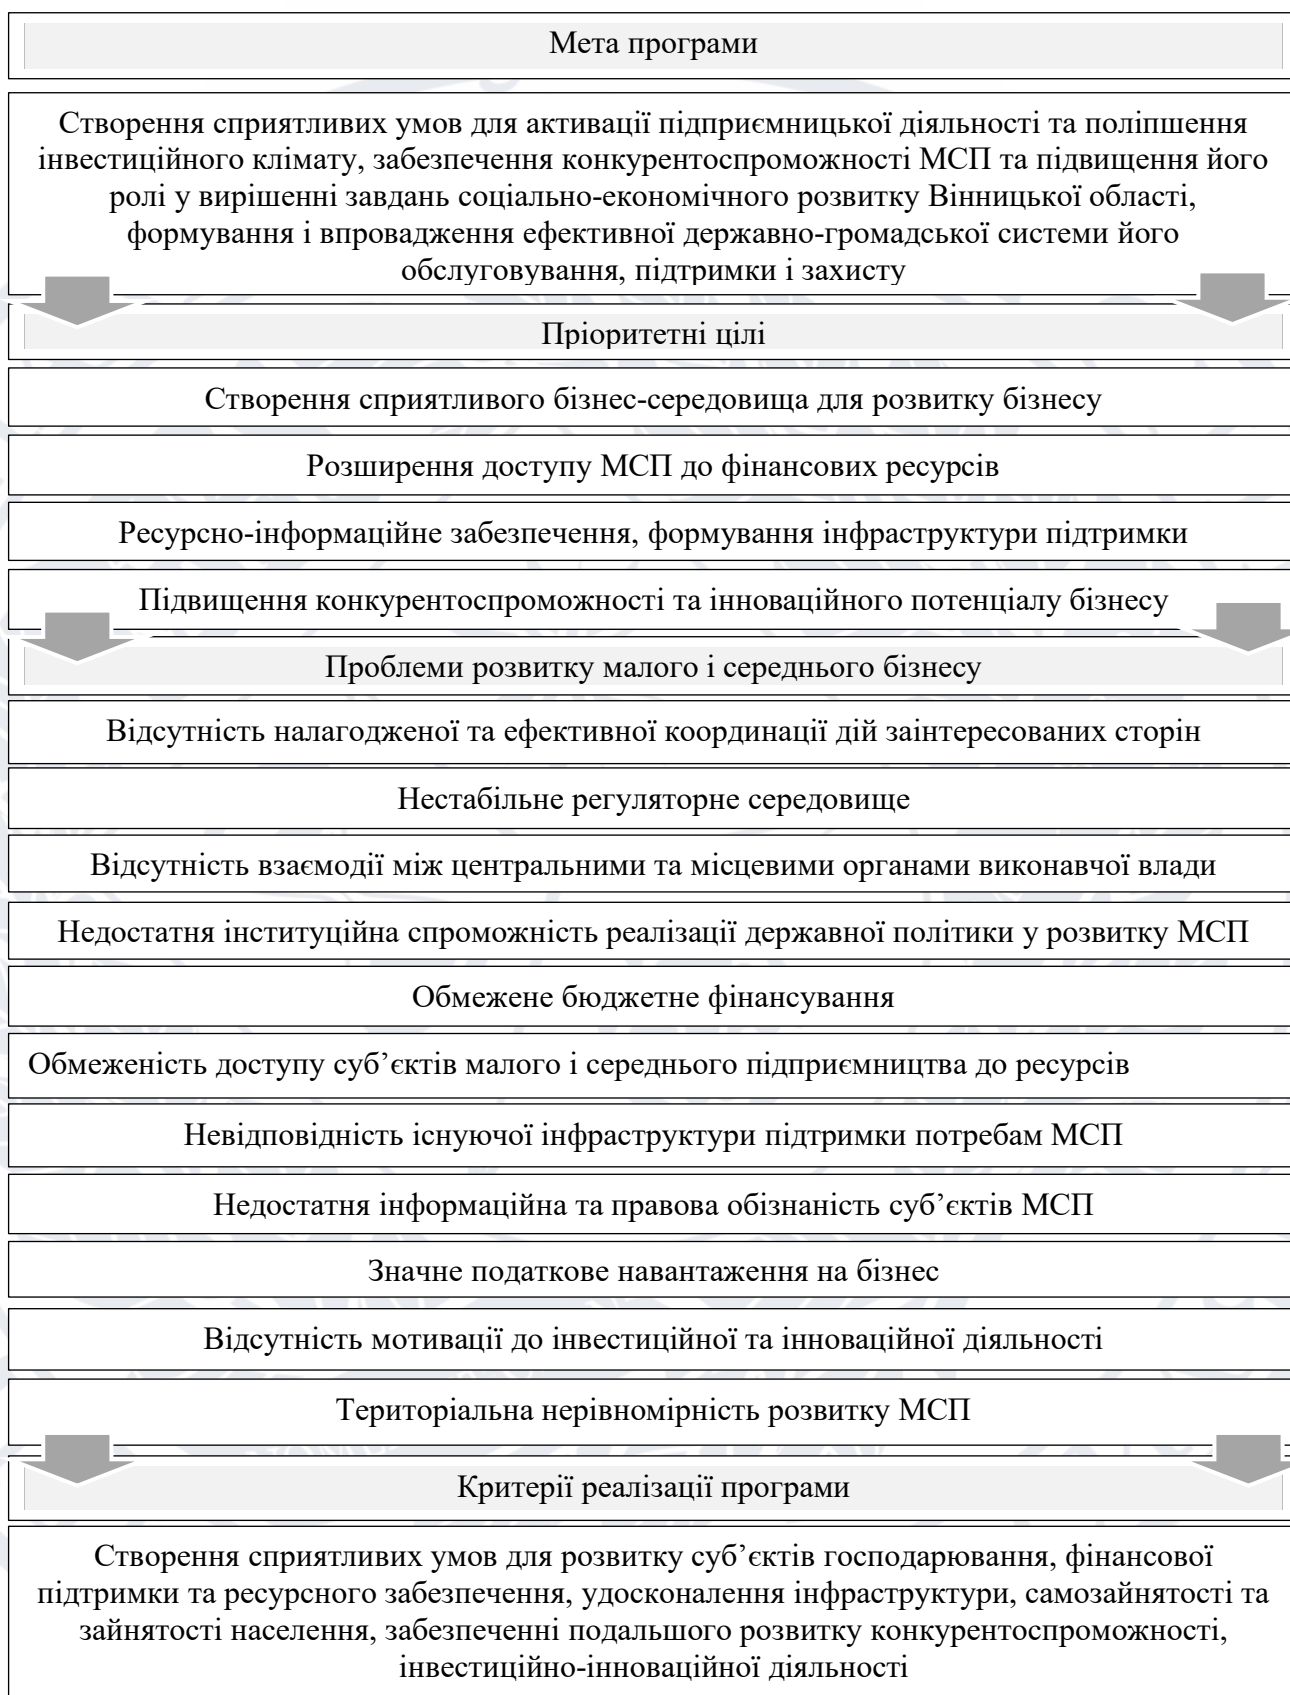 Мета програми
Створення сприятливих умов для активації підприємницької діяльності та поліпшення
інвестиційного клімату, забезпечення конкурентоспроможності МСП та підвищення його
ролі у вирішенні завдань соціально-економічного розвитку Вінницької області,
формування і впровадження ефективної державно-громадської системи його
обслуговування, підтримки і захисту
Пріоритетні цілі
Створення сприятливого бізнес-середовища для розвитку бізнесу
Розширення доступу МСП до фінансових ресурсів
Ресурсно-інформаційне забезпечення, формування інфраструктури підтримки
Підвищення конкурентоспроможності та інноваційного потенціалу бізнесу
Проблеми розвитку малого і середнього бізнесу
Відсутність налагодженої та ефективної координації дій заінтересованих сторін
Нестабільне регуляторне середовище
Відсутність взаємодії між центральними та місцевими органами виконавчої влади
Недостатня інституційна спроможність реалізації державної політики у розвитку МСП
Обмежене бюджетне фінансування
Обмеженість доступу суб’єктів малого і середнього підприємництва до ресурсів
Невідповідність існуючої інфраструктури підтримки потребам МСП
Недостатня інформаційна та правова обізнаність суб’єктів МСП
Значне податкове навантаження на бізнес
Відсутність мотивації до інвестиційної та інноваційної діяльності
Територіальна нерівномірність розвитку МСП
Критерії реалізації програми
Створення сприятливих умов для розвитку суб’єктів господарювання, фінансової
підтримки та ресурсного забезпечення, удосконалення інфраструктури, самозайнятості та
зайнятості населення, забезпеченні подальшого розвитку конкурентоспроможності,
інвестиційно-інноваційної діяльності